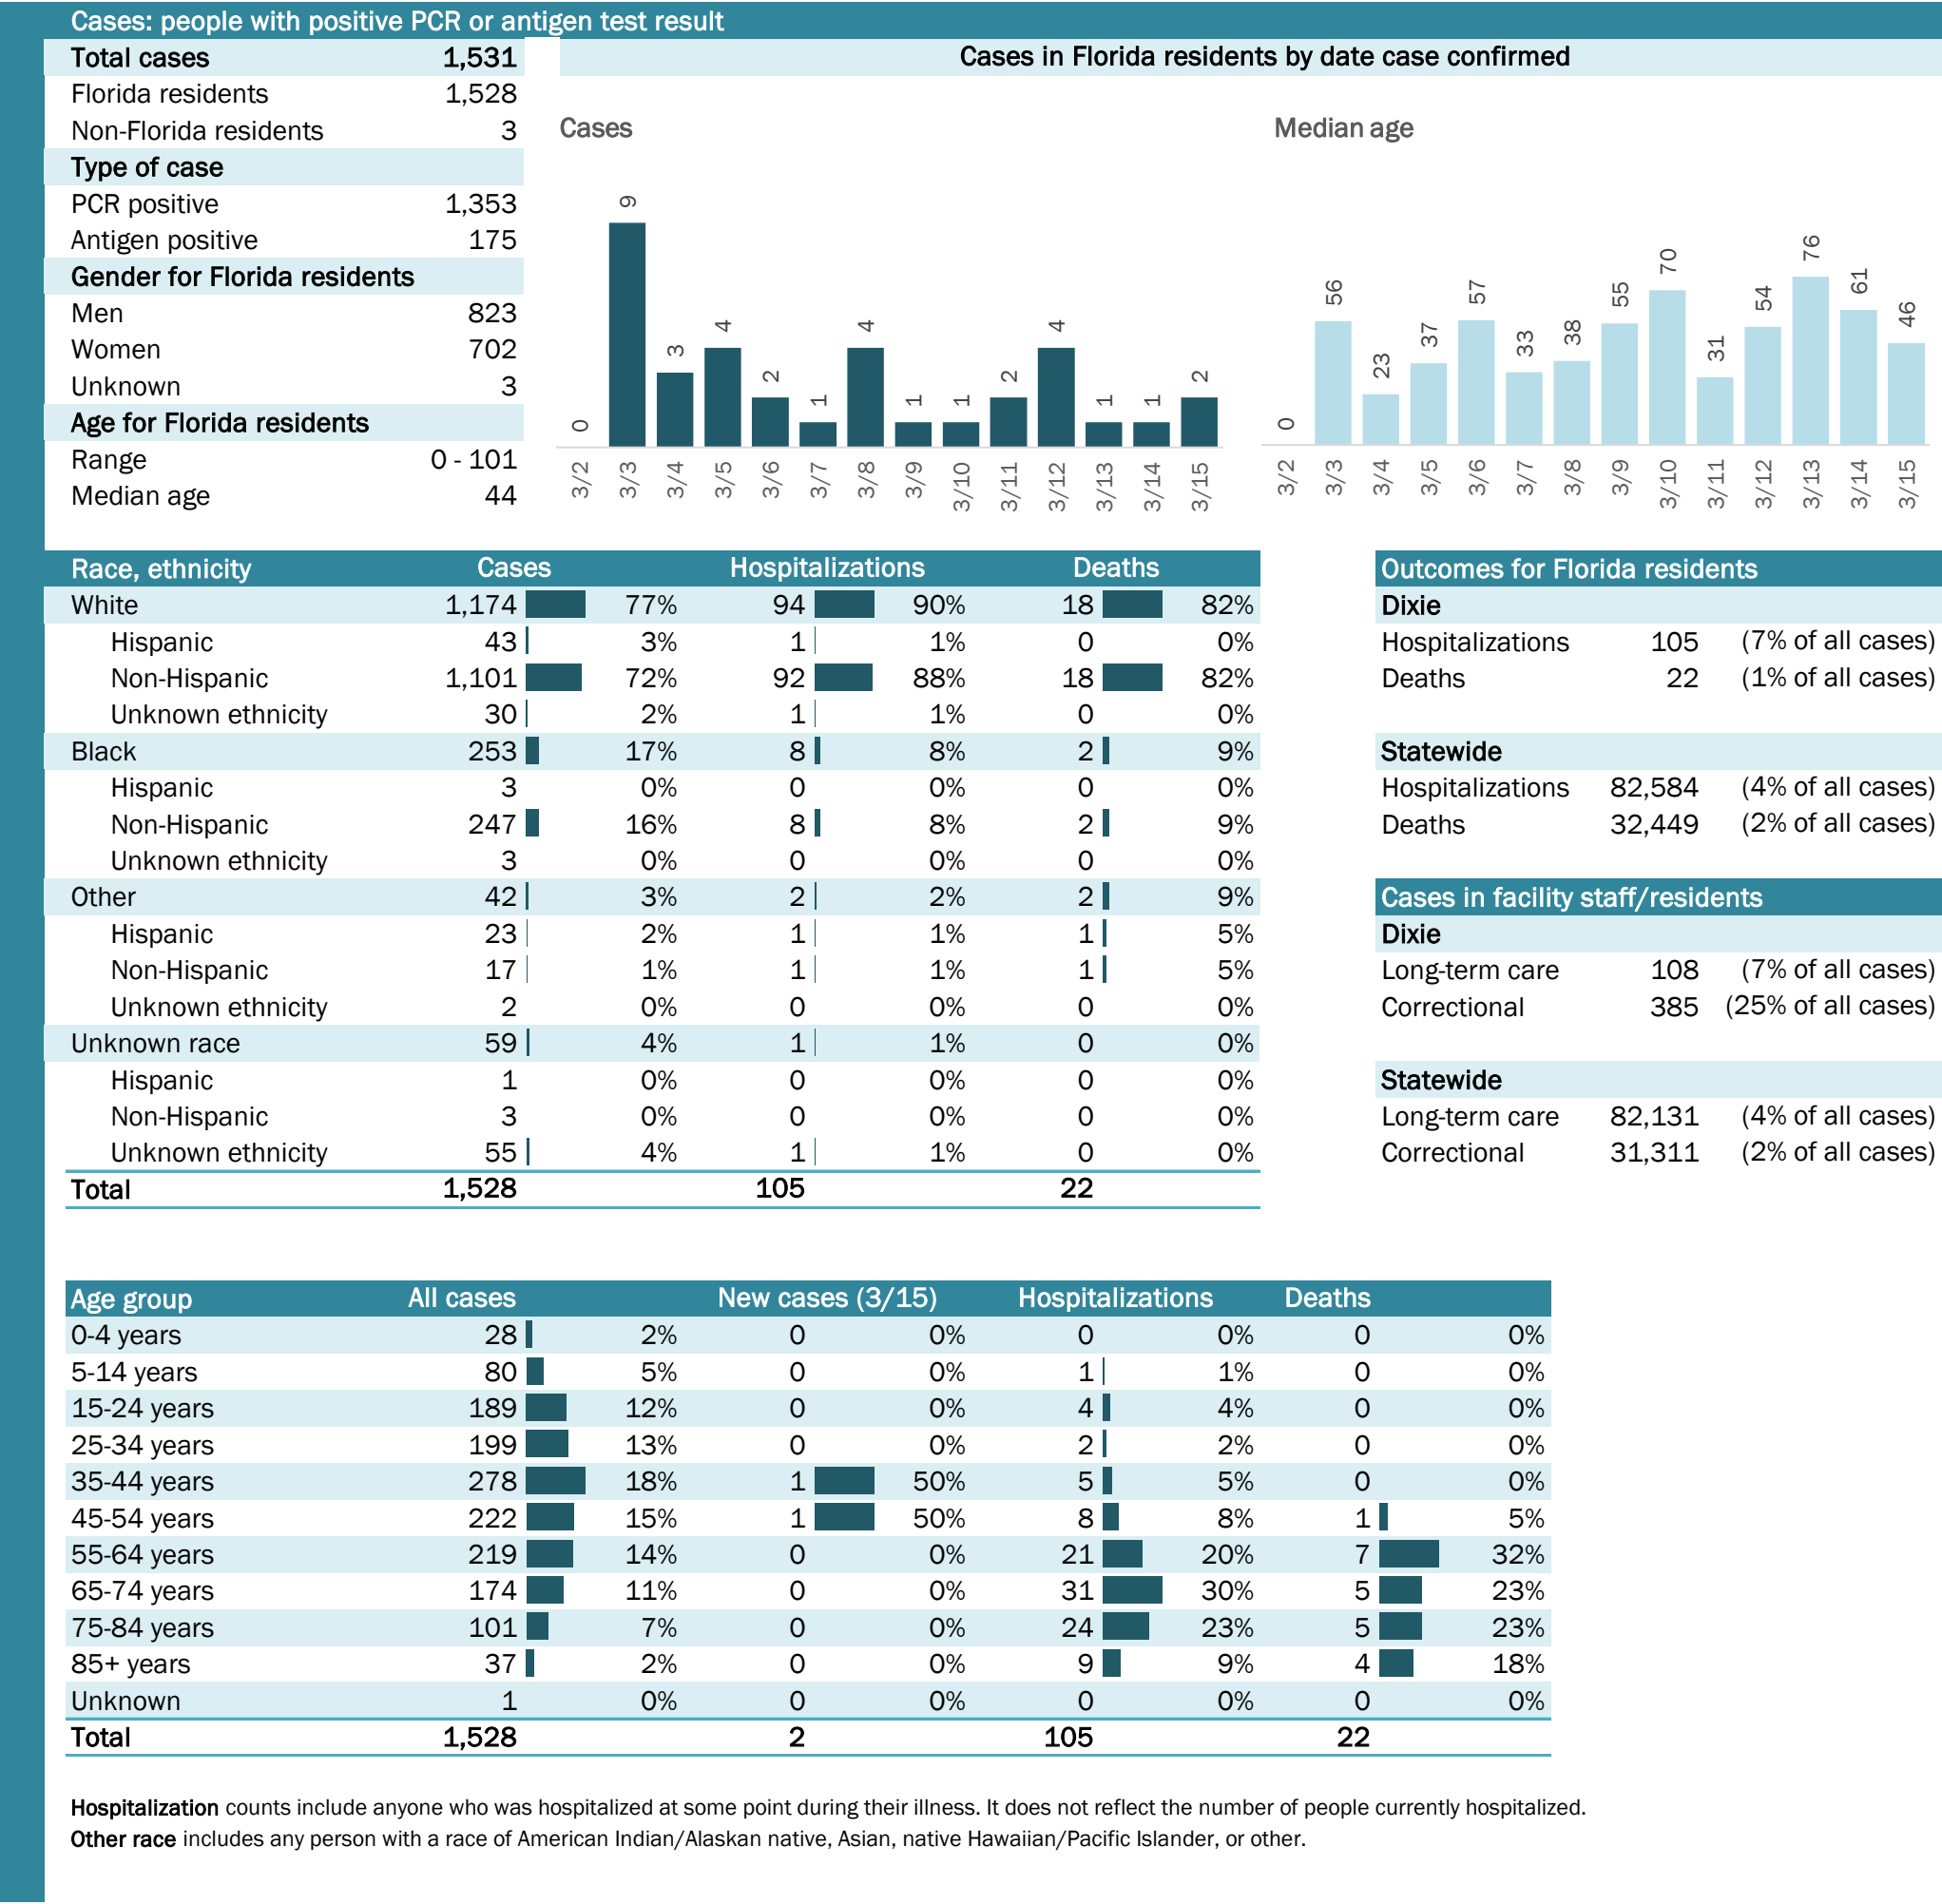 Cases: people with positive PCR or antigen test result
Total cases 1,531
Florida residents 1,528
Non-Florida residents 3
Type of case
PCR positive 1,353
Antigen positive 175
Gender for Florida residents
Men 823
Women 702
Unknown 3
Age for Florida residents
Range 0 - 101
Median age 44
Cases in Florida residents by date case confirmed
Cases
0 9 3 4 2 1 4 1 1 2 4 1 1 2
3/2 3/3 3/4 3/5 3/6 3/7 3/8 3/9 3/10 3/11 3/12 3/13 3/14 3/15
Median age
0 56 23 37 57 33 38 55 70 31 54 76 61 46
3/2 3/3 3/4 3/5 3/6 3/7 3/8 3/9 3/10 3/11 3/12 3/13 3/14 3/15
Race, ethnicity Cases Hospitalizations Deaths
White 1,174 77% 94 90% 18 82%
Hispanic 43 3% 1 1% 0 0%
Non-Hispanic 1,101 72% 92 88% 18 82%
Unknown ethnicity 30 2% 1 1% 0 0%
Black 253 17% 8 8% 2 9%
Hispanic 3 0% 0 0% 0 0%
Non-Hispanic 247 16% 8 8% 2 9%
Unknown ethnicity 3 0% 0 0% 0 0%
Other 42 3% 2 2% 2 9%
Hispanic 23 2% 1 1% 1 5%
Non-Hispanic 17 1% 1 1% 1 5%
Unknown ethnicity 2 0% 0 0% 0 0%
Unknown race 59 4% 1 1% 0 0%
Hispanic 1 0% 0 0% 0 0%
Non-Hispanic 3 0% 0 0% 0 0%
Unknown ethnicity 55 4% 1 1% 0 0%
Total 1,528 105 22
Outcomes for Florida residents
Dixie
Hospitalizations 105 (7% of all cases)
Deaths 22 (1% of all cases)
Statewide
Hospitalizations 82,584 (4% of all cases)
Deaths 32,449 (2% of all cases)
Cases in facility staff/residents
Dixie
Long-term care 108 (7% of all cases)
Correctional 385 (25% of all cases)
Statewide
Long-term care 82,131 (4% of all cases)
Correctional 31,311 (2% of all cases)
Age group All cases New cases (3/15) Hospitalizations Deaths
0-4 years 28 2% 0 0% 0 0% 0 0%
5-14 years 80 5% 0 0% 1 1% 0 0%
15-24 years 189 12% 0 0% 4 4% 0 0%
25-34 years 199 13% 0 0% 2 2% 0 0%
35-44 years 278 18% 1 50% 5 5% 0 0%
45-54 years 222 15% 1 50% 8 8% 1 5%
55-64 years 219 14% 0 0% 21 20% 7 32%
65-74 years 174 11% 0 0% 31 30% 5 23%
75-84 years 101 7% 0 0% 24 23% 5 23%
85+ years 37 2% 0 0% 9 9% 4 18%
Unknown 1 0% 0 0% 0 0% 0 0%
Total 1,528 2 105 22
Hospitalization counts include anyone who was hospitalized at some point during their illness. It does not reflect the number of people currently hospitalized.
Other race includes any person with a race of American Indian/Alaskan native, Asian, native Hawaiian/Pacific Islander, or other.